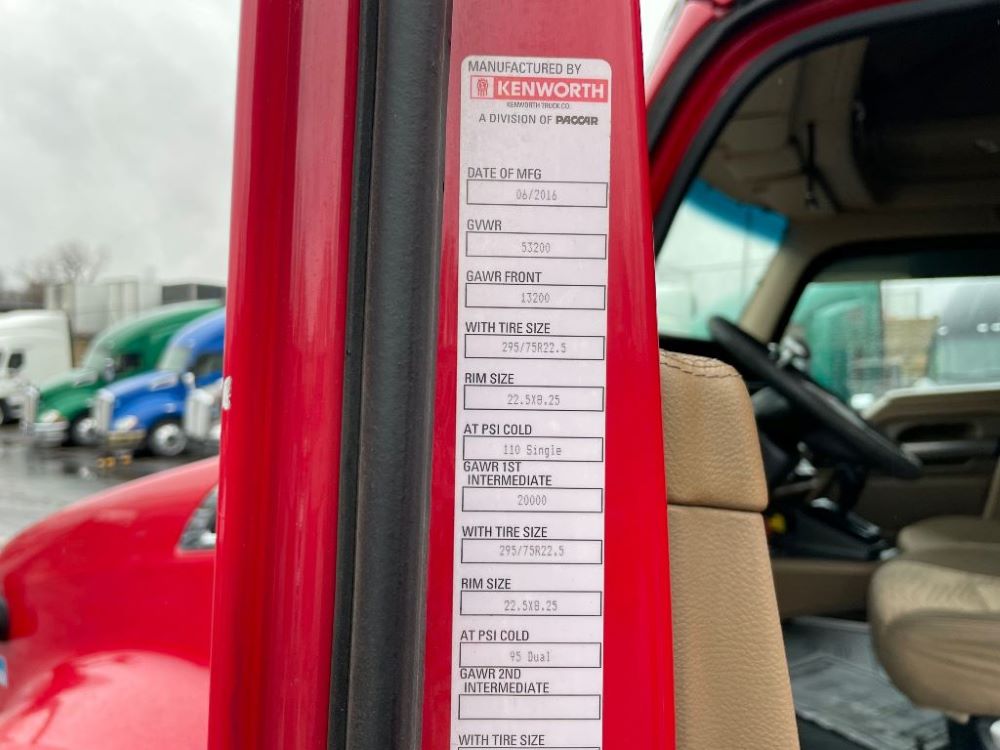 MANUFACTURED BY
KENWORTH
KENWORTH TRUCK CO.
A DIVISION OF PACCAR
DATE OF MFG
06/2016
GVWR
53200
GAWR FRONT
13200
WITH TIRE SIZE
295/75R22.5
RIM SIZE
22.5X8.25
AT PSI COLD
110 Single
GAWR 1ST
INTERMEDIATE
20000
WITH TIRE SIZE
295/75R22.5
RIM SIZE
22.5X8.25
AT PSI COLD
95 Dual
GAWR 2ND
INTERMEDIATE
WITH TIRE SIZE